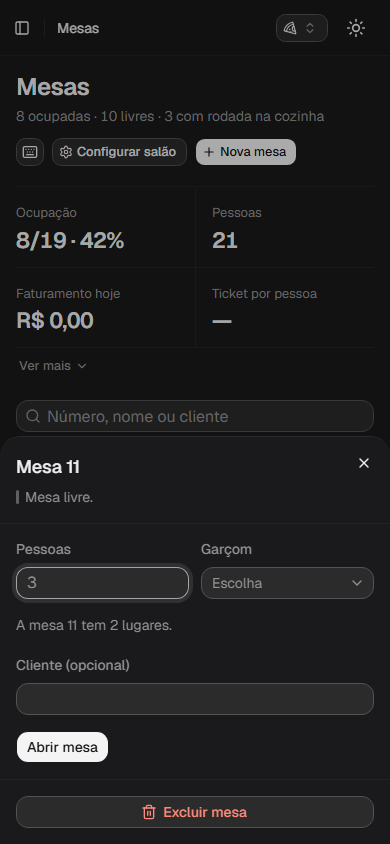 Mesas
Mesas
8 ocupadas · 10 livres · 3 com rodada na cozinha
Configurar salão
Nova mesa
Ocupação
Pessoas
8/19 · 42%
21
Faturamento hoje
Ticket por pessoa
R$ 0,00
—
Ver mais
Número, nome ou cliente
Mesa 11
Mesa livre.
Pessoas
Garçom
3
Escolha
A mesa 11 tem 2 lugares.
Cliente (opcional)
Abrir mesa
Excluir mesa